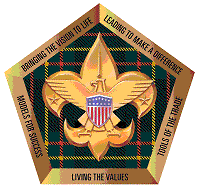 BRINGING THE VISION TO LIFE
LEADING TO MAKE A DIFFERENCE
MODELS FOR SUCCESS
TOOLS OF THE TRADE
LIVING THE VALUES